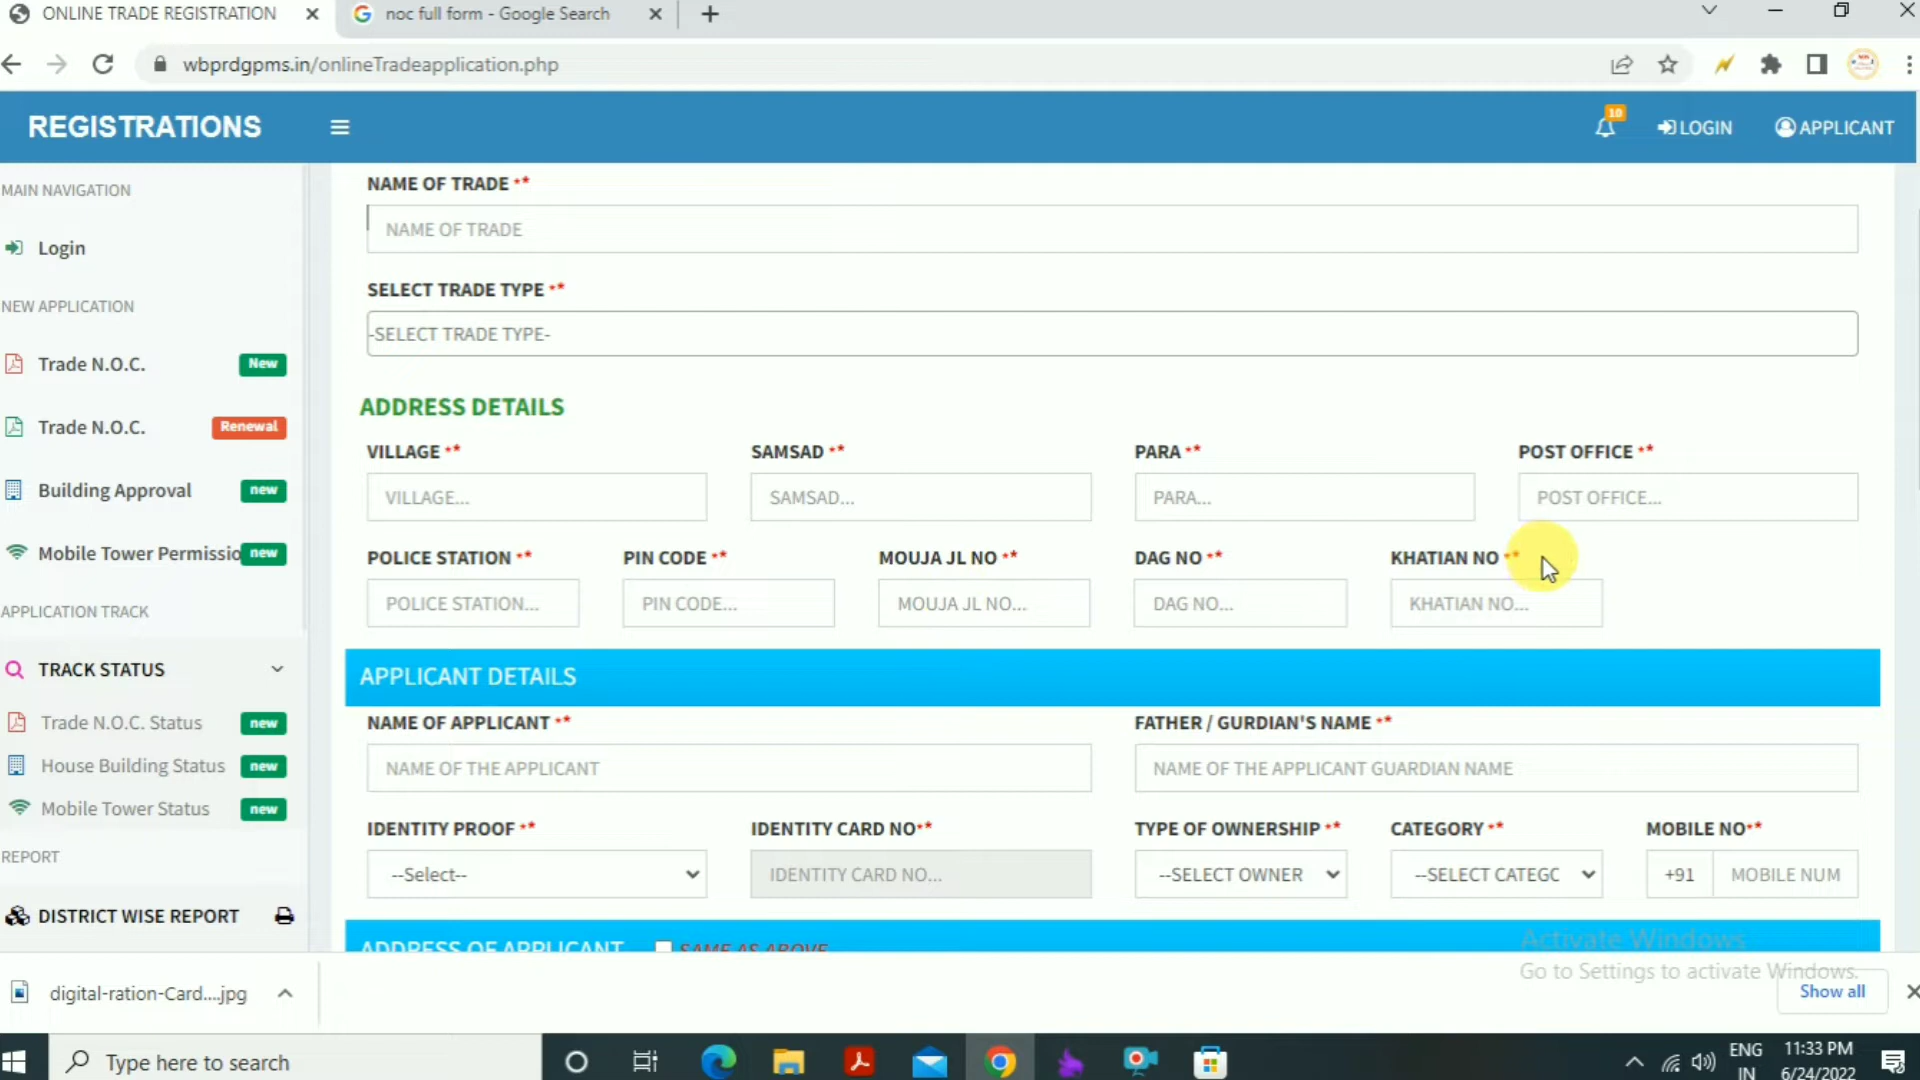 ONLINE TRADE REGISTRATION
noc full form - Google Search
wbprdgpms.in/onlineTradeapplication.php
REGISTRATIONS
10
LOGIN
APPLICANT
MAIN NAVIGATION
Login
NEW APPLICATION
Trade N.O.C. New
Trade N.O.C. Renewal
Building Approval new
Mobile Tower Permissio new
APPLICATION TRACK
TRACK STATUS
Trade N.O.C. Status new
House Building Status new
Mobile Tower Status new
REPORT
DISTRICT WISE REPORT
NAME OF TRADE **
NAME OF TRADE
SELECT TRADE TYPE **
-SELECT TRADE TYPE-
ADDRESS DETAILS
VILLAGE ** SAMSAD ** PARA ** POST OFFICE **
VILLAGE... SAMSAD... PARA... POST OFFICE...
POLICE STATION ** PIN CODE ** MOUJA JL NO ** DAG NO ** KHATIAN NO **
POLICE STATION... PIN CODE... MOUJA JL NO... DAG NO... KHATIAN NO...
APPLICANT DETAILS
NAME OF APPLICANT ** FATHER / GURDIAN'S NAME **
NAME OF THE APPLICANT NAME OF THE APPLICANT GUARDIAN NAME
IDENTITY PROOF ** IDENTITY CARD NO** TYPE OF OWNERSHIP ** CATEGORY ** MOBILE NO**
--Select-- IDENTITY CARD NO... --SELECT OWNER --SELECT CATEGC +91 MOBILE NUM
ADDRESS OF APPLICANT SAME AS ABOVE
Activate Windows
Go to Settings to activate Windows.
digital-ration-Card....jpg
Show all
Type here to search
ENG
IN
11:33 PM
6/24/2022